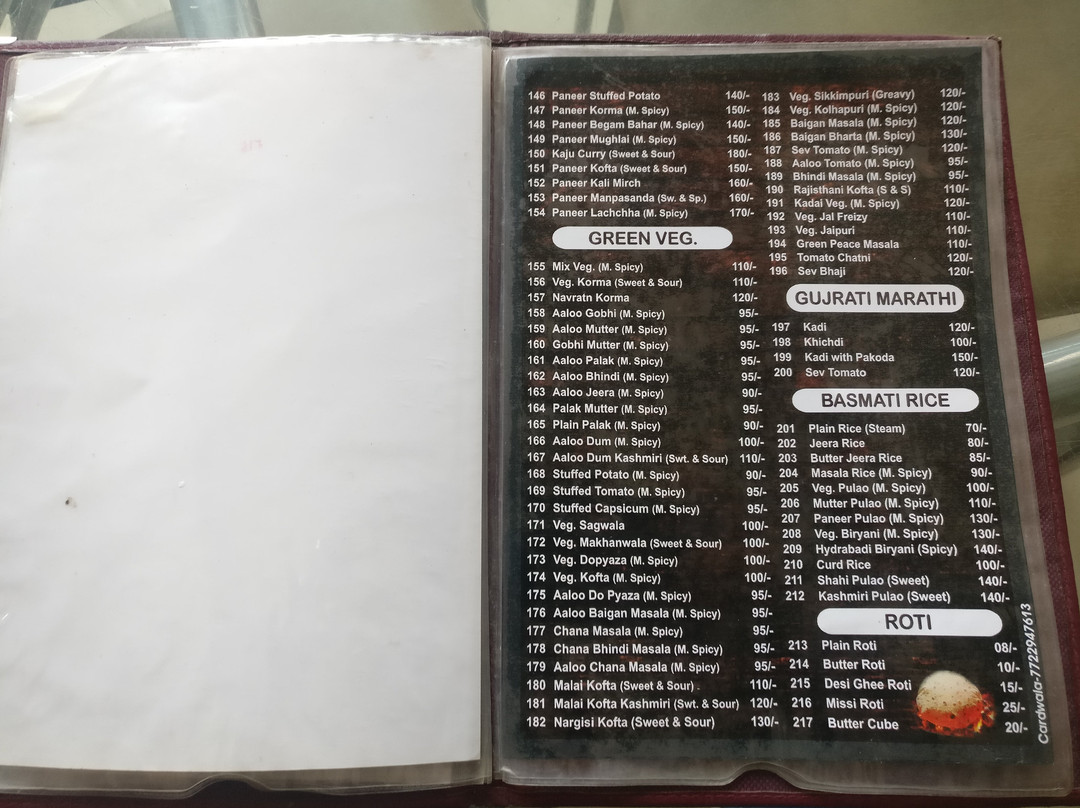 146 Paneer Stuffed Potato 140/-
147 Paneer Korma (M. Spicy) 150/-
148 Paneer Begam Bahar (M. Spicy) 140/-
149 Paneer Mughlai (M. Spicy) 150/-
150 Kaju Curry (Sweet & Sour) 180/-
151 Paneer Kofta (Sweet & Sour) 150/-
152 Paneer Kali Mirch 160/-
153 Paneer Manpasanda (Sw. & Sp.) 160/-
154 Paneer Lachchha (M. Spicy) 170/-
GREEN VEG.
155 Mix Veg. (M. Spicy) 110/-
156 Veg. Korma (Sweet & Sour) 110/-
157 Navratn Korma 120/-
158 Aaloo Gobhi (M. Spicy) 95/-
159 Aaloo Mutter (M. Spicy) 95/-
160 Gobhi Mutter (M. Spicy) 95/-
161 Aaloo Palak (M. Spicy) 95/-
162 Aaloo Bhindi (M. Spicy) 95/-
163 Aaloo Jeera (M. Spicy) 90/-
164 Palak Mutter (M. Spicy) 95/-
165 Plain Palak (M. Spicy) 90/-
166 Aaloo Dum (M. Spicy) 100/-
167 Aaloo Dum Kashmiri (Swt. & Sour) 110/-
168 Stuffed Potato (M. Spicy) 90/-
169 Stuffed Tomato (M. Spicy) 95/-
170 Stuffed Capsicum (M. Spicy) 95/-
171 Veg. Sagwala 100/-
172 Veg. Makhanwala (Sweet & Sour) 100/-
173 Veg. Dopyaza (M. Spicy) 100/-
174 Veg. Kofta (M. Spicy) 100/-
175 Aaloo Do Pyaza (M. Spicy) 95/-
176 Aaloo Baigan Masala (M. Spicy) 95/-
177 Chana Masala (M. Spicy) 95/-
178 Chana Bhindi Masala (M. Spicy) 95/-
179 Aaloo Chana Masala (M. Spicy) 95/-
180 Malai Kofta (Sweet & Sour) 110/-
181 Malai Kofta Kashmiri (Swt. & Sour) 120/-
182 Nargisi Kofta (Sweet & Sour) 130/-
183 Veg. Sikkimpuri (Greavy) 120/-
184 Veg. Kolhapuri (M. Spicy) 120/-
185 Baigan Masala (M. Spicy) 120/-
186 Baigan Bharta (M. Spicy) 130/-
187 Sev Tomato (M. Spicy) 120/-
188 Aaloo Tomato (M. Spicy) 95/-
189 Bhindi Masala (M. Spicy) 95/-
190 Rajisthani Kofta (S & S) 110/-
191 Kadai Veg. (M. Spicy) 120/-
192 Veg. Jal Freizy 110/-
193 Veg. Jaipuri 110/-
194 Green Peace Masala 110/-
195 Tomato Chatni 120/-
196 Sev Bhaji 120/-
GUJRATI MARATHI
197 Kadi 120/-
198 Khichdi 100/-
199 Kadi with Pakoda 150/-
200 Sev Tomato 120/-
BASMATI RICE
201 Plain Rice (Steam) 70/-
202 Jeera Rice 80/-
203 Butter Jeera Rice 85/-
204 Masala Rice (M. Spicy) 90/-
205 Veg. Pulao (M. Spicy) 100/-
206 Mutter Pulao (M. Spicy) 110/-
207 Paneer Pulao (M. Spicy) 130/-
208 Veg. Biryani (M. Spicy) 130/-
209 Hydrabadi Biryani (Spicy) 140/-
210 Curd Rice 100/-
211 Shahi Pulao (Sweet) 140/-
212 Kashmiri Pulao (Sweet) 140/-
ROTI
213 Plain Roti 08/-
214 Butter Roti 10/-
215 Desi Ghee Roti 15/-
216 Missi Roti 25/-
217 Butter Cube 20/-
Cardwala-7722947613